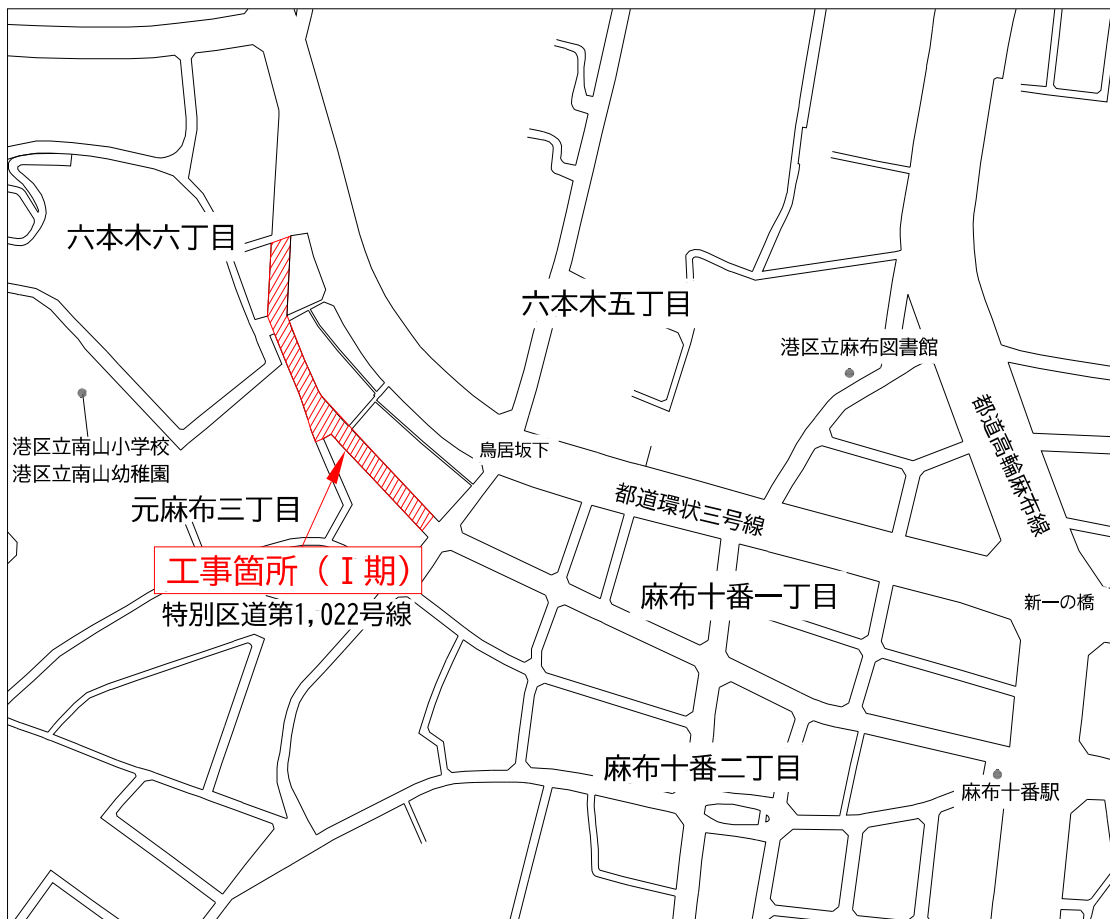 六本木六丁目
六本木五丁目
港区立麻布図書館
都道高輪麻布線
港区立南山小学校
港区立南山幼稚園
鳥居坂下
都道環状三号線
元麻布三丁目
工事箇所（Ⅰ期）
特別区道第1,022号線
麻布十番一丁目
新一の橋
麻布十番二丁目
麻布十番駅